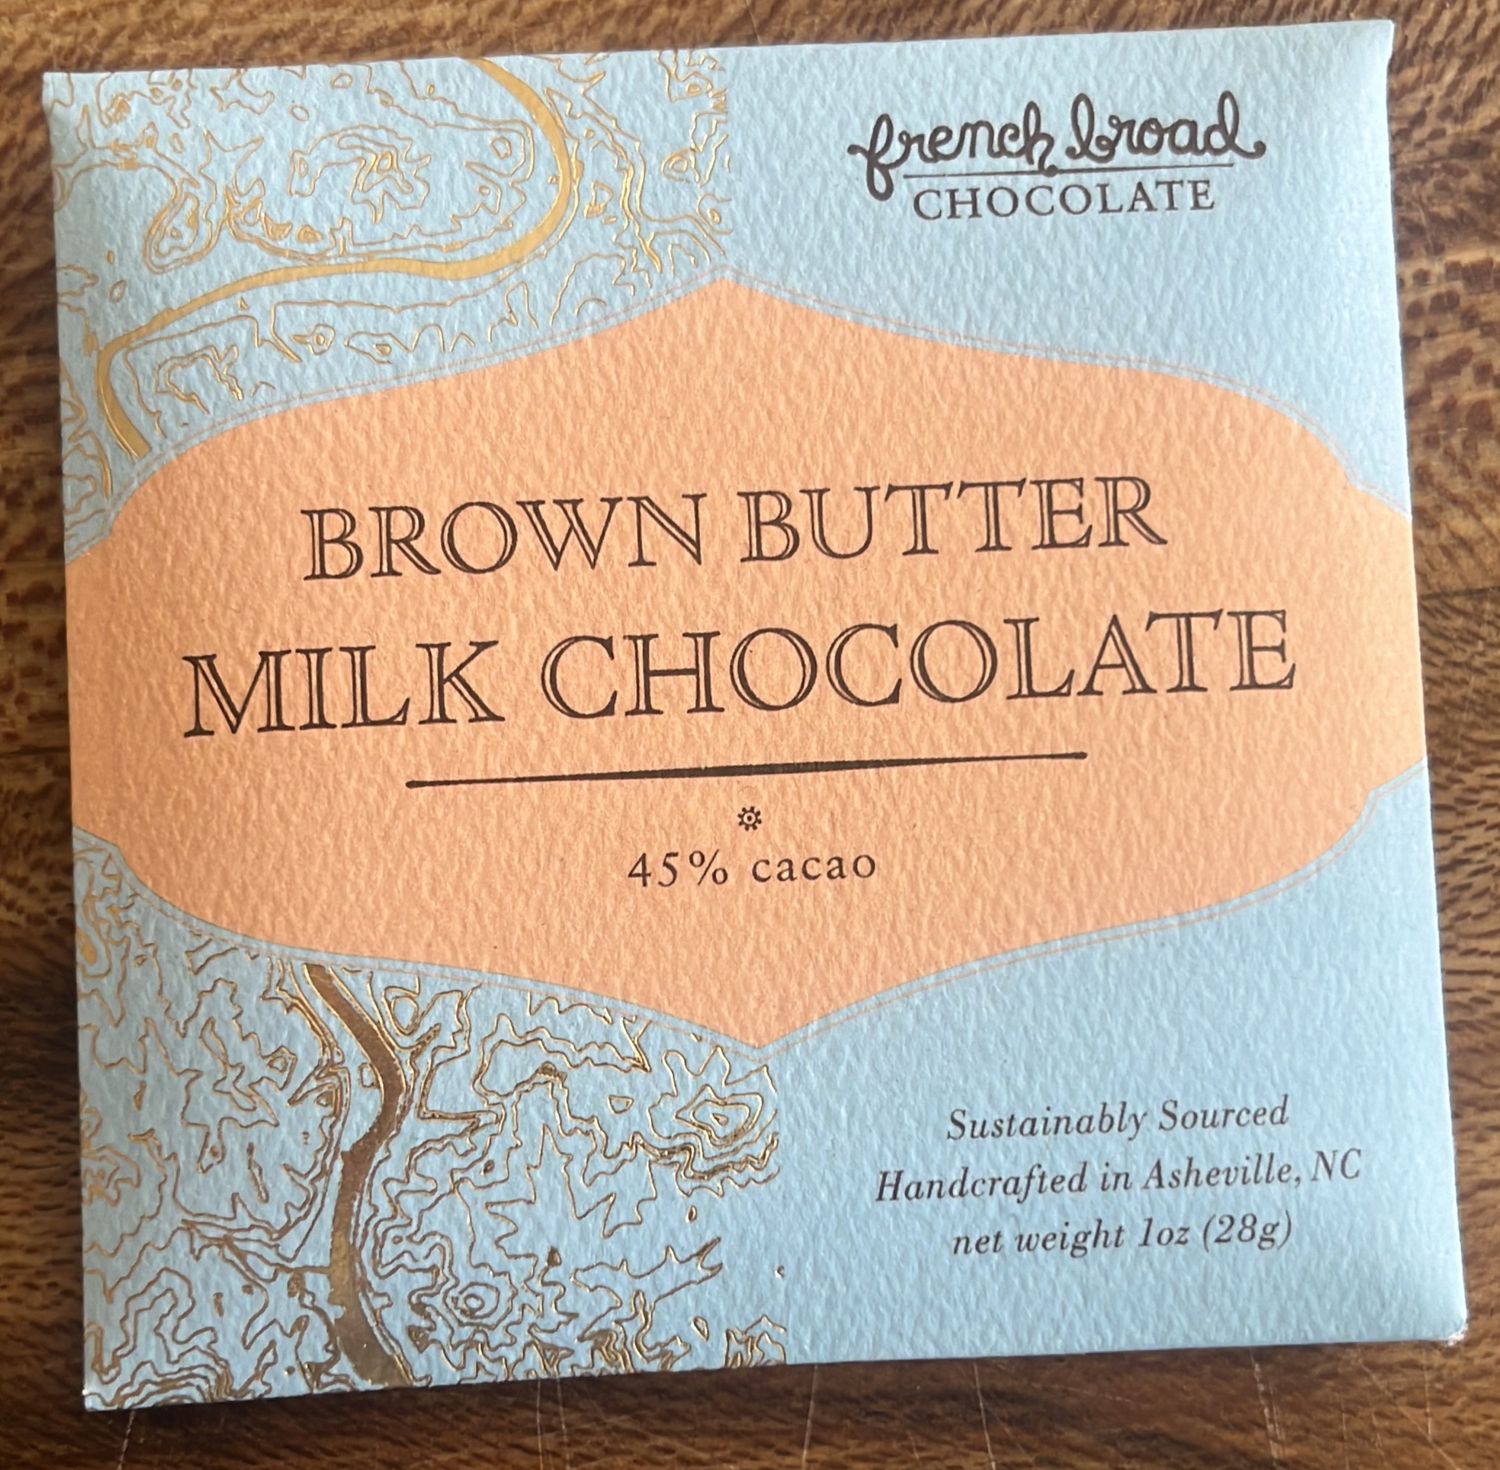 french broad
CHOCOLATE
BROWN BUTTER
MILK CHOCOLATE
45% cacao
Sustainably Sourced
Handcrafted in Asheville, NC
net weight 1oz (28g)